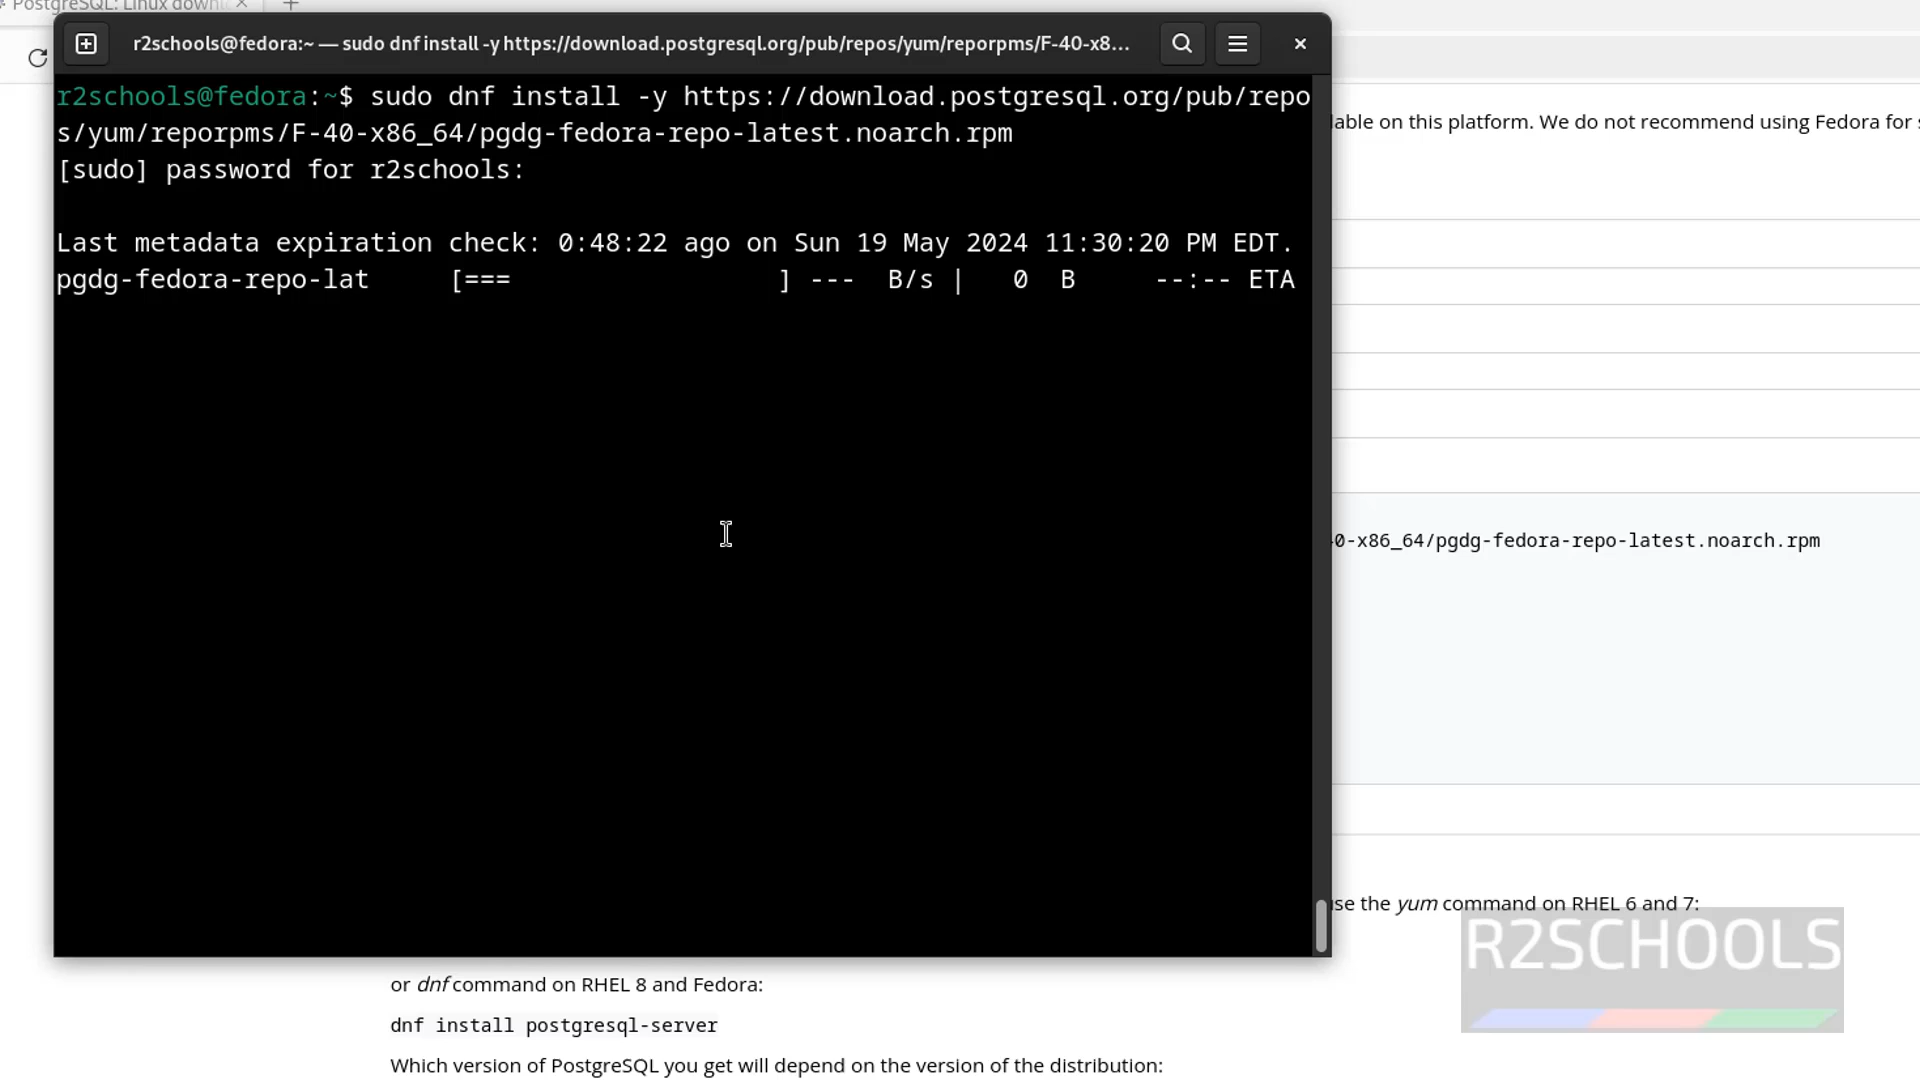 PostgreSQL: Linux downl
r2schools@fedora:~ — sudo dnf install -y https://download.postgresql.org/pub/repos/yum/reporpms/F-40-x8...
r2schools@fedora:~$ sudo dnf install -y https://download.postgresql.org/pub/repo
s/yum/reporpms/F-40-x86_64/pgdg-fedora-repo-latest.noarch.rpm
[sudo] password for r2schools:
Last metadata expiration check: 0:48:22 ago on Sun 19 May 2024 11:30:20 PM EDT.
pgdg-fedora-repo-lat [=== ] --- B/s | 0 B --:-- ETA
lable on this platform. We do not recommend using Fedora for
0-x86_64/pgdg-fedora-repo-latest.noarch.rpm
se the yum command on RHEL 6 and 7:
R2SCHOOLS
or dnf command on RHEL 8 and Fedora:
dnf install postgresql-server
Which version of PostgreSQL you get will depend on the version of the distribution: